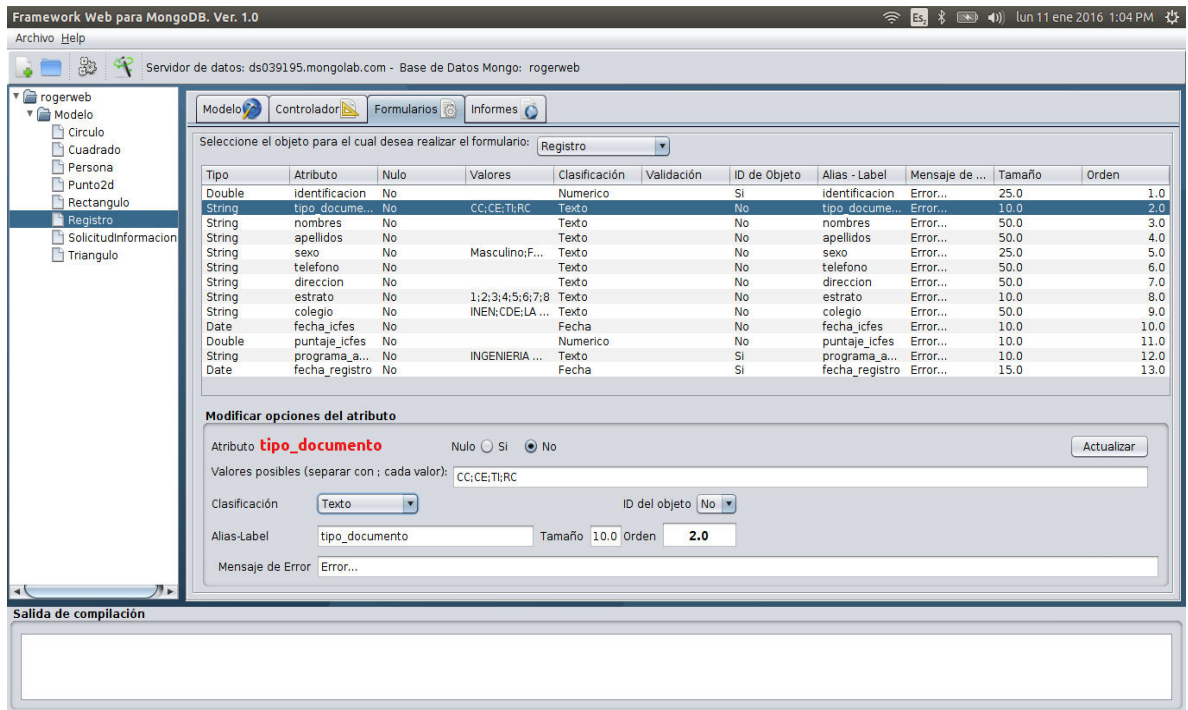 Framework Web para MongoDB. Ver. 1.0 Es2 lun 11 ene 2016 1:04 PM
Archivo Help
Servidor de datos: ds039195.mongolab.com - Base de Datos Mongo: rogerweb
rogerweb
Modelo
Circulo
Cuadrado
Persona
Punto2d
Rectangulo
Registro
SolicitudInformacion
Triangulo
Modelo Controlador Formularios Informes
Seleccione el objeto para el cual desea realizar el formulario: Registro
Tipo Atributo Nulo Valores Clasificación Validación ID de Objeto Alias - Label Mensaje de ... Tamaño Orden
Double identificacion No Numerico Si identificacion Error... 25.0 1.0
String tipo_docume... No CC;CE;TI;RC Texto No tipo_docume... Error... 10.0 2.0
String nombres No Texto No nombres Error... 50.0 3.0
String apellidos No Texto No apellidos Error... 50.0 4.0
String sexo No Masculino;F... Texto No sexo Error... 25.0 5.0
String telefono No Texto No telefono Error... 50.0 6.0
String direccion No Texto No direccion Error... 50.0 7.0
String estrato No 1;2;3;4;5;6;7;8 Texto No estrato Error... 10.0 8.0
String colegio No INEN;CDE;LA ... Texto No colegio Error... 50.0 9.0
Date fecha_icfes No Fecha No fecha_icfes Error... 10.0 10.0
Double puntaje_icfes No Numerico No puntaje_icfes Error... 10.0 11.0
String programa_a... No INGENIERIA ... Texto Si programa_a... Error... 10.0 12.0
Date fecha_registro No Fecha Si fecha_registro Error... 15.0 13.0
Modificar opciones del atributo
Atributo tipo_documento Nulo Si No Actualizar
Valores posibles (separar con ; cada valor): CC;CE;TI;RC
Clasificación Texto ID del objeto No
Alias-Label tipo_documento Tamaño 10.0 Orden 2.0
Mensaje de Error Error...
Salida de compilación